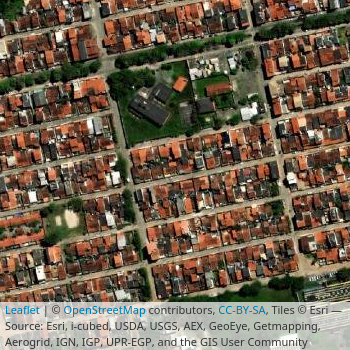 Leaflet | © OpenStreetMap contributors, CC-BY-SA, Tiles © Esri —
Source: Esri, i-cubed, USDA, USGS, AEX, GeoEye, Getmapping,
Aerogrid, IGN, IGP, UPR-EGP, and the GIS User Community